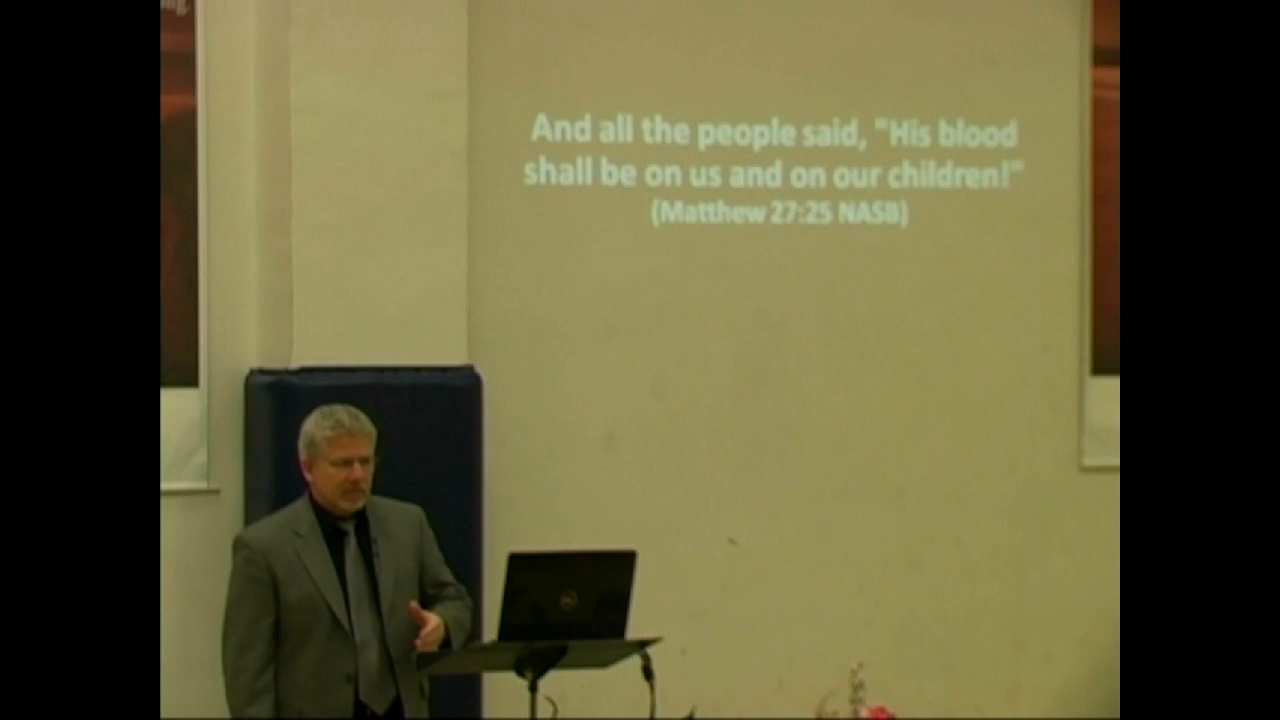 And all the people said, "His blood
shall be on us and on our children!"
(Matthew 27:25 NASB)